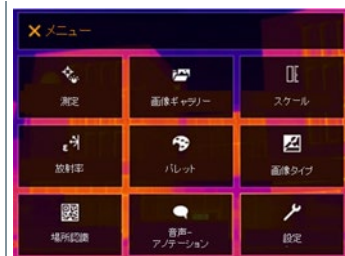 メニュー
測定
画像ギャラリー
スケール
ε
放射率
パレット
画像タイプ
場所認識
音声-
アノテーション
設定